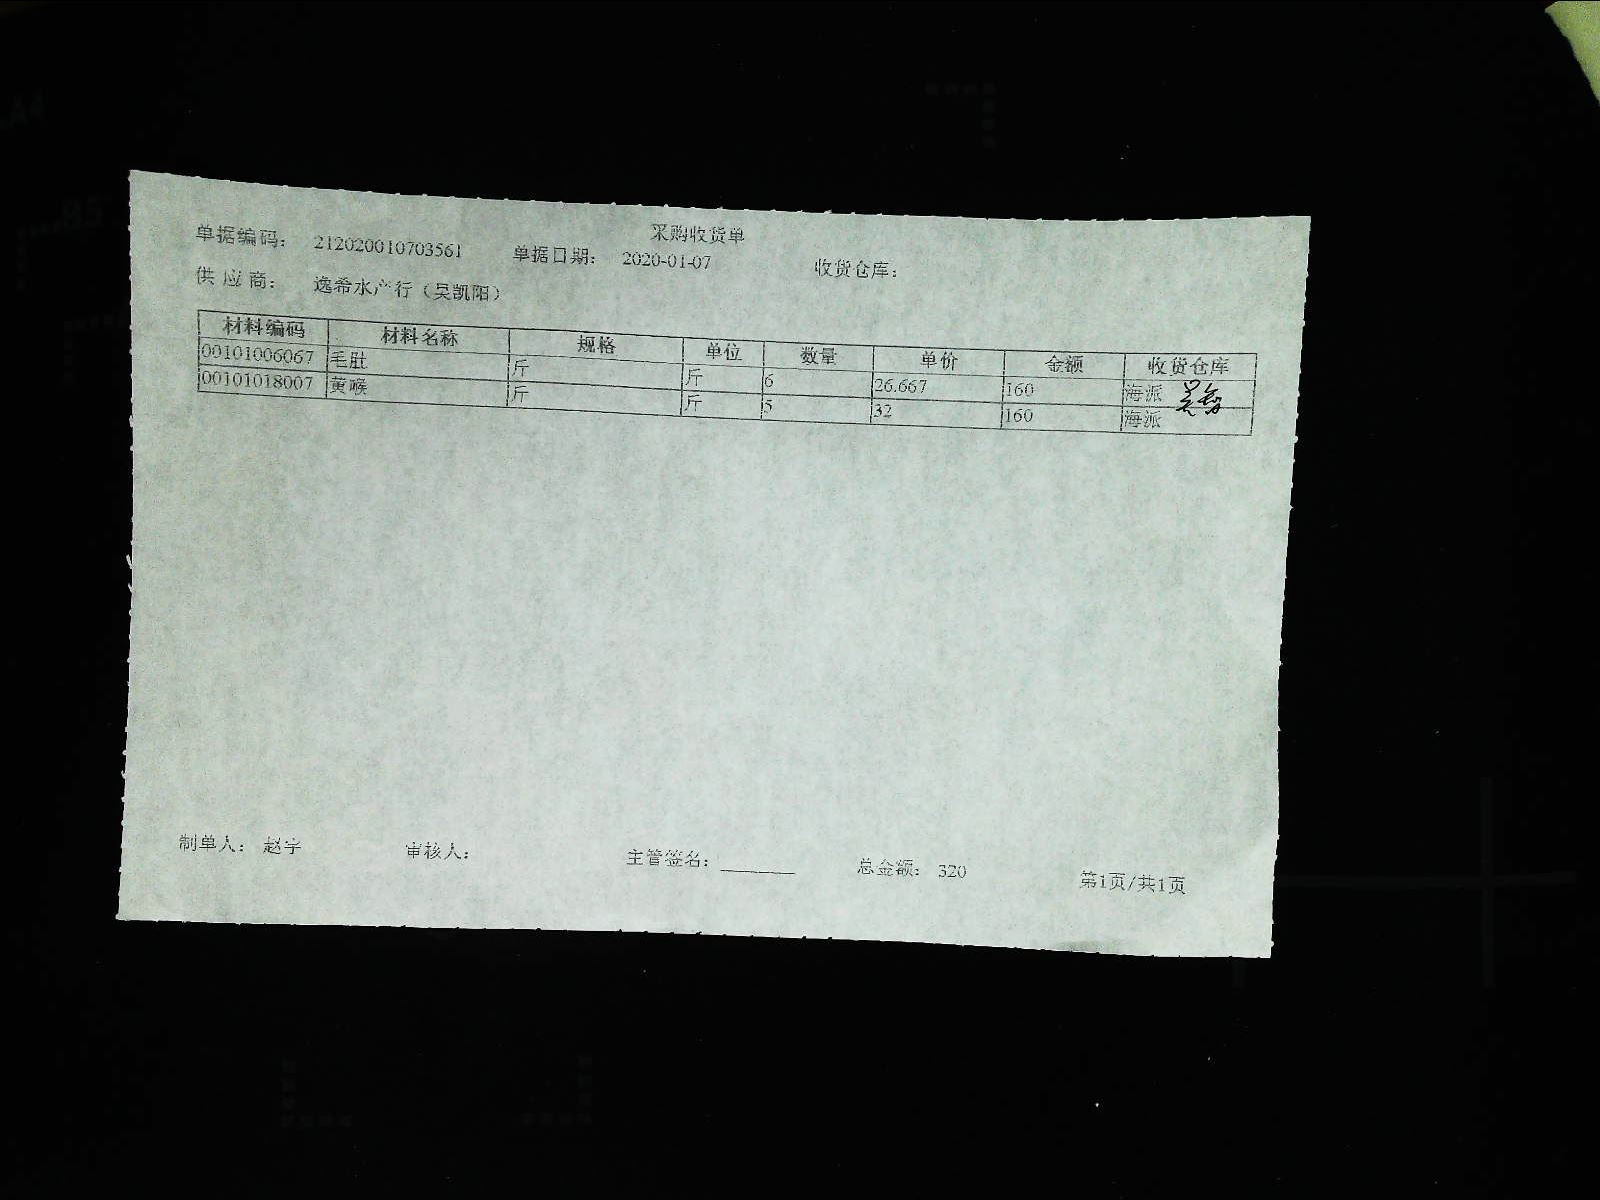 采购收货单
单据编码： 212020010703561 单据日期： 2020-01-07 收货仓库：
供 应 商： 逸希水产行（吴凯阳）
材料编码 材料名称 规格 单位 数量 单价 金额 收货仓库
00101006067 毛肚 斤 斤 6 26.667 160 海派
00101018007 黄喉 斤 斤 5 32 160 海派
制单人： 赵宇 审核人： 主管签名：______ 总金额： 320 第1页/共1页